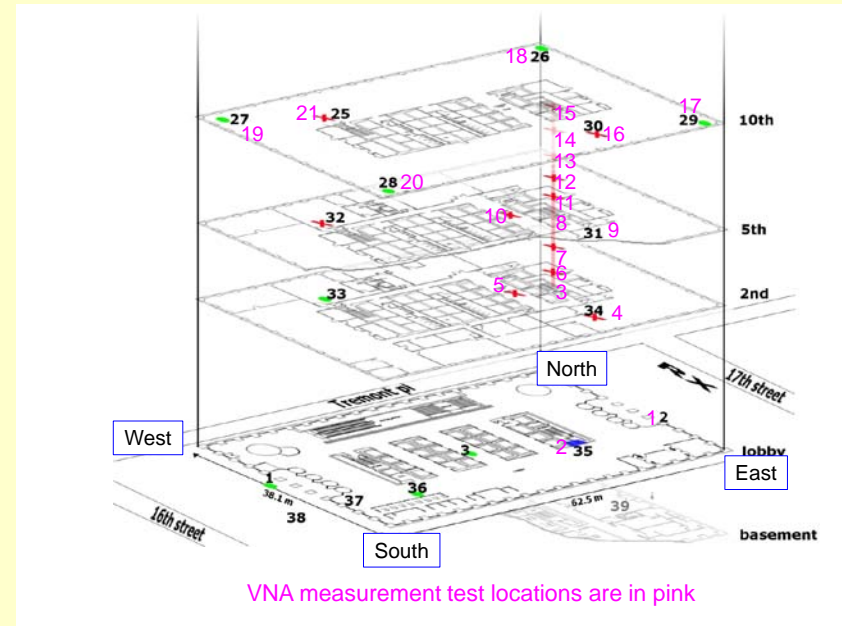 18 26
17
21 25
27
15
30 16
29
10th
19
14
28 20
13
12
11
32
10
8
31 9
5th
7
6
5
3
33
2nd
34 4
North
17th street
Tremont pl
RX
1 2
West
lobby
2 35
3
East
1
36
38.1 m
37
62.5 m
39
38
16th street
basement
South
VNA measurement test locations are in pink